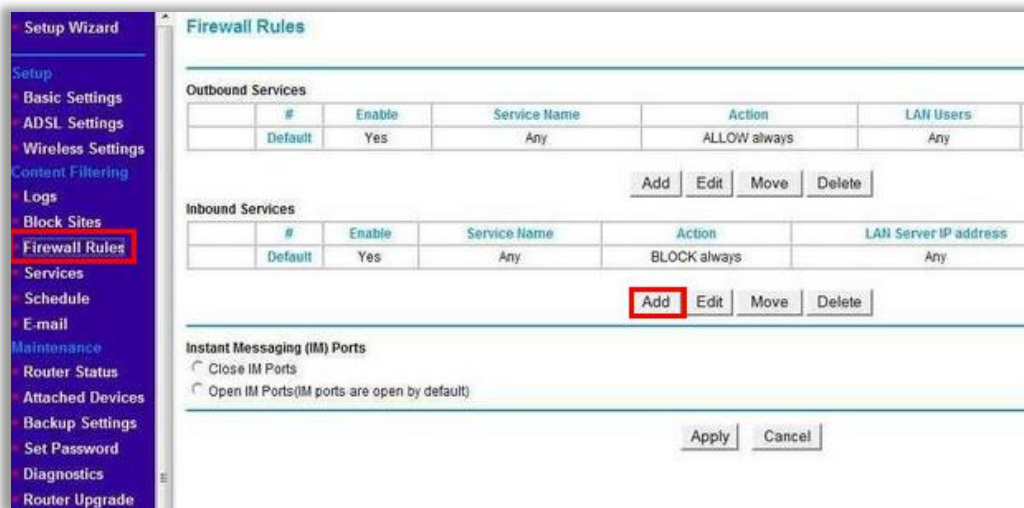 Setup Wizard
Setup
Basic Settings
ADSL Settings
Wireless Settings
Content Filtering
Logs
Block Sites
Firewall Rules
Services
Schedule
E-mail
Maintenance
Router Status
Attached Devices
Backup Settings
Set Password
Diagnostics
Router Upgrade
Firewall Rules
Outbound Services
# Enable Service Name Action LAN Users
Default Yes Any ALLOW always Any
Add Edit Move Delete
Inbound Services
# Enable Service Name Action LAN Server IP address
Default Yes Any BLOCK always Any
Add Edit Move Delete
Instant Messaging (IM) Ports
Close IM Ports
Open IM Ports(IM ports are open by default)
Apply Cancel